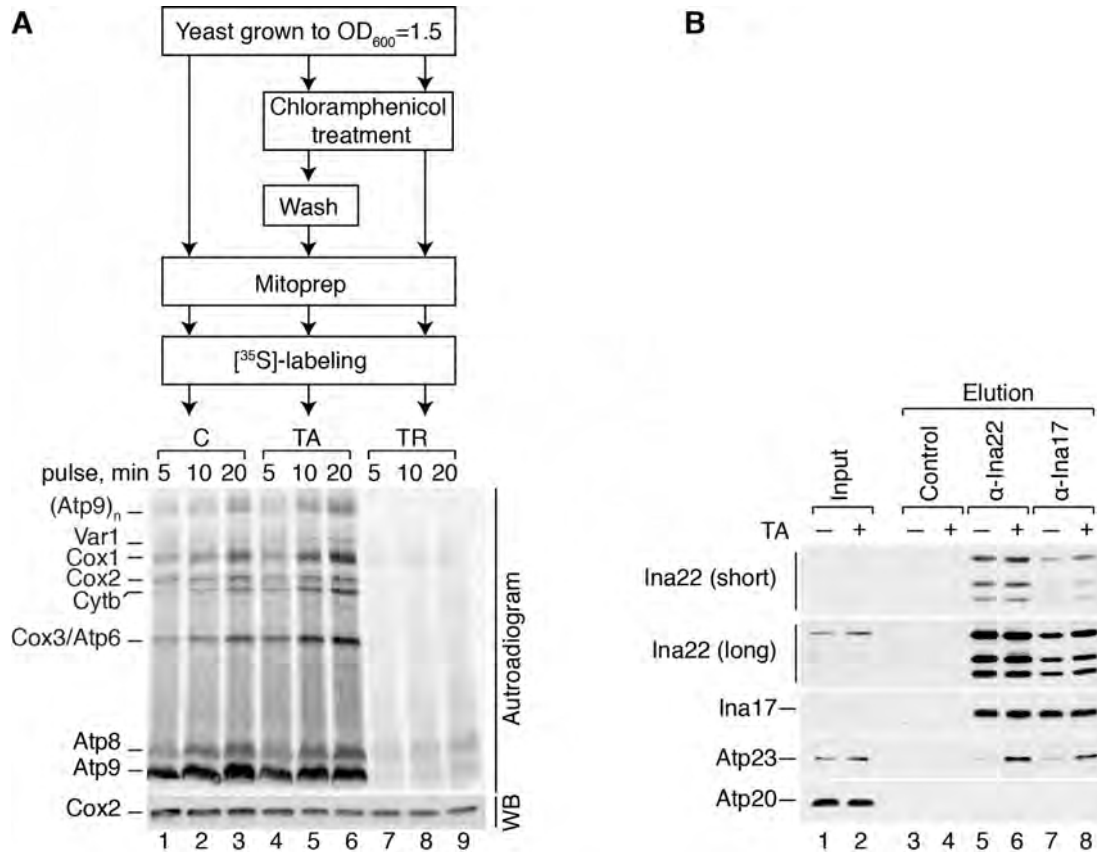 A
Yeast grown to OD600=1.5
Chloramphenicol
treatment
Wash
Mitoprep
[35S]-labeling
C TA TR
pulse, min 5 10 20 5 10 20 5 10 20
(Atp9)n
Var1
Cox1
Cox2
Cytb
Cox3/Atp6
Atp8
Atp9
Autroadiogram
Cox2
WB
1 2 3 4 5 6 7 8 9
B
Elution
Input Control α-Ina22 α-Ina17
TA – + – + – + – +
Ina22 (short)
Ina22 (long)
Ina17
Atp23
Atp20
1 2 3 4 5 6 7 8